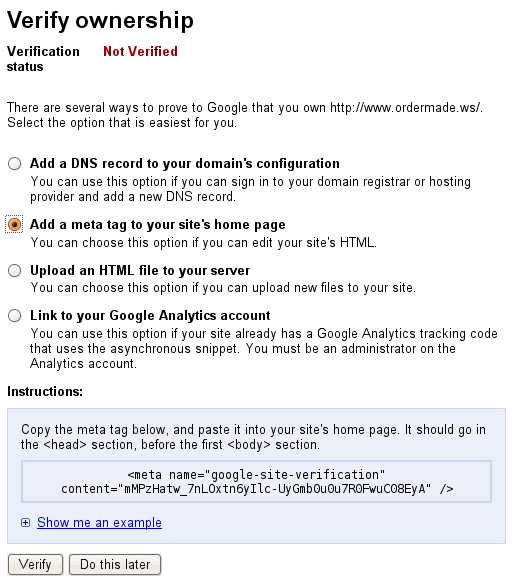 Verify ownership
Verification Not Verified
status
There are several ways to prove to Google that you own http://www.ordermade.ws/.
Select the option that is easiest for you.
Add a DNS record to your domain's configuration
You can use this option if you can sign in to your domain registrar or hosting
provider and add a new DNS record.
Add a meta tag to your site's home page
You can choose this option if you can edit your site's HTML.
Upload an HTML file to your server
You can choose this option if you can upload new files to your site.
Link to your Google Analytics account
You can use this option if your site already has a Google Analytics tracking code
that uses the asynchronous snippet. You must be an administrator on the
Analytics account.
Instructions:
Copy the meta tag below, and paste it into your site's home page. It should go in
the <head> section, before the first <body> section.
<meta name="google-site-verification"
content="mMPzHatw_7nLOxtn6yIlc-UyGmb0u0u7R0FwuC08EyA" />
Show me an example
Verify Do this later